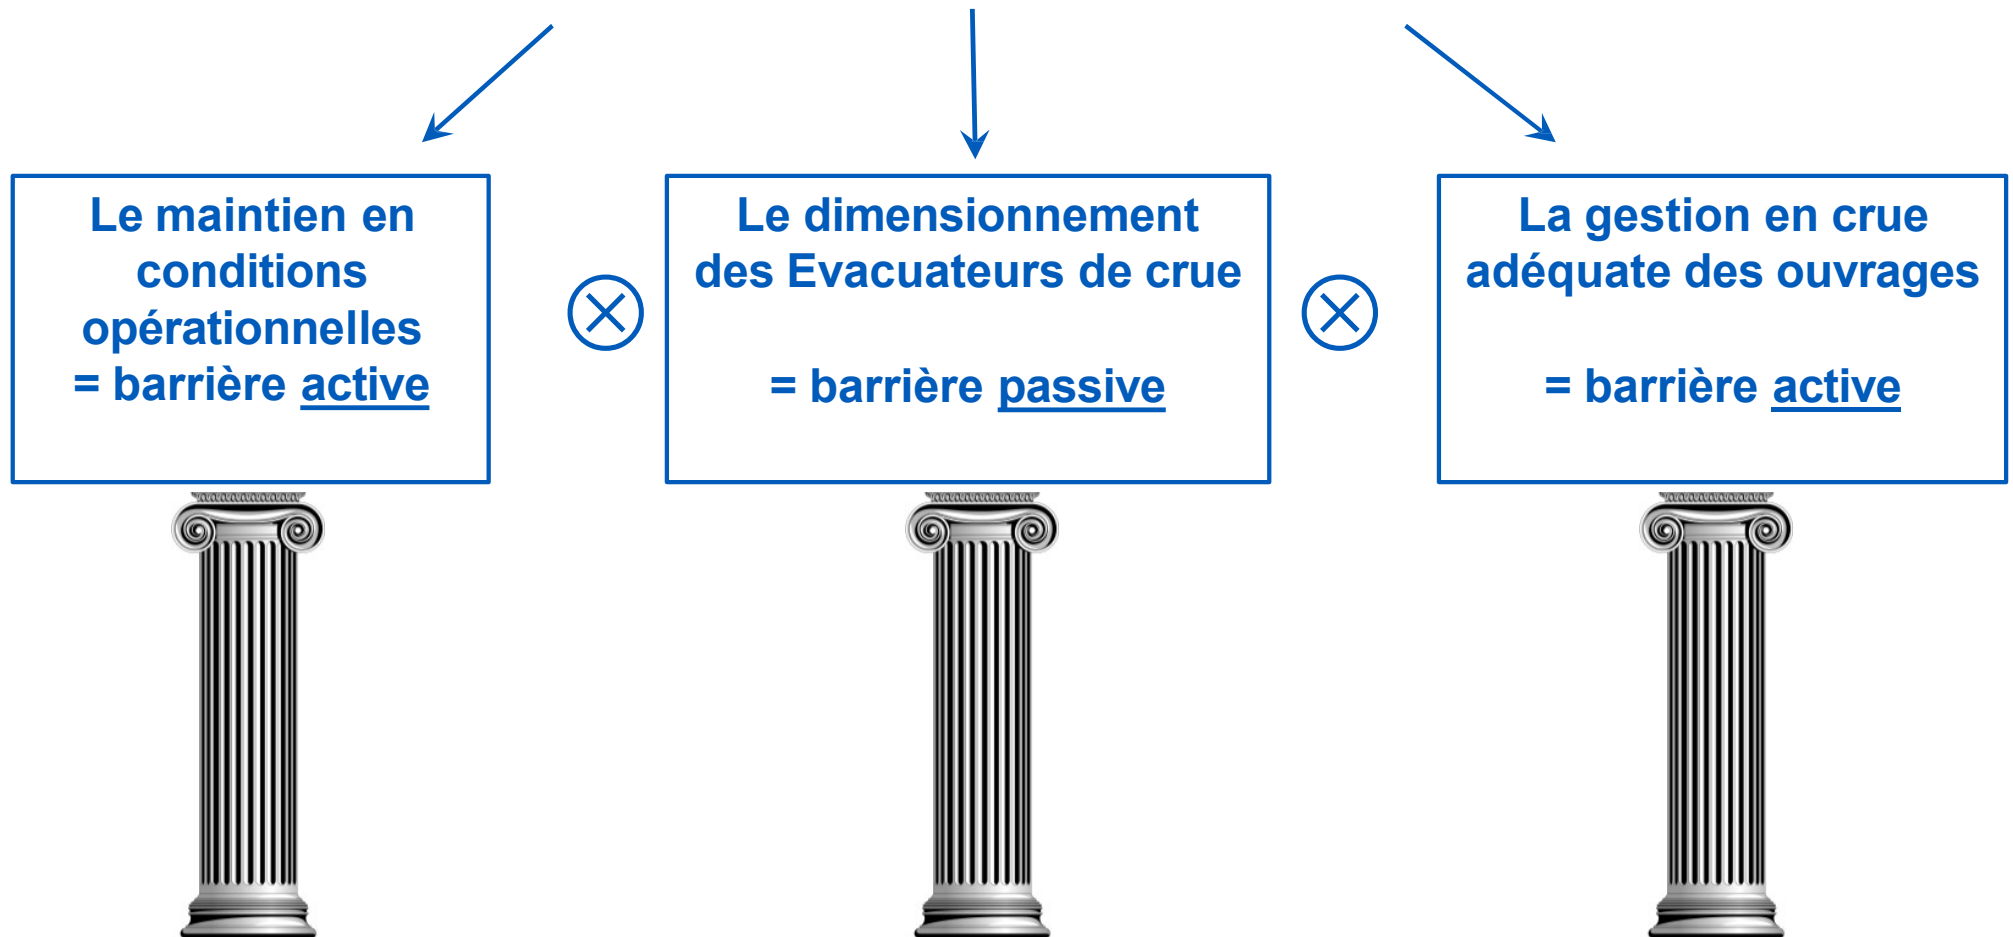 Le maintien en
conditions
opérationnelles
= barrière active
Le dimensionnement
des Evacuateurs de crue
= barrière passive
La gestion en crue
adéquate des ouvrages
= barrière active